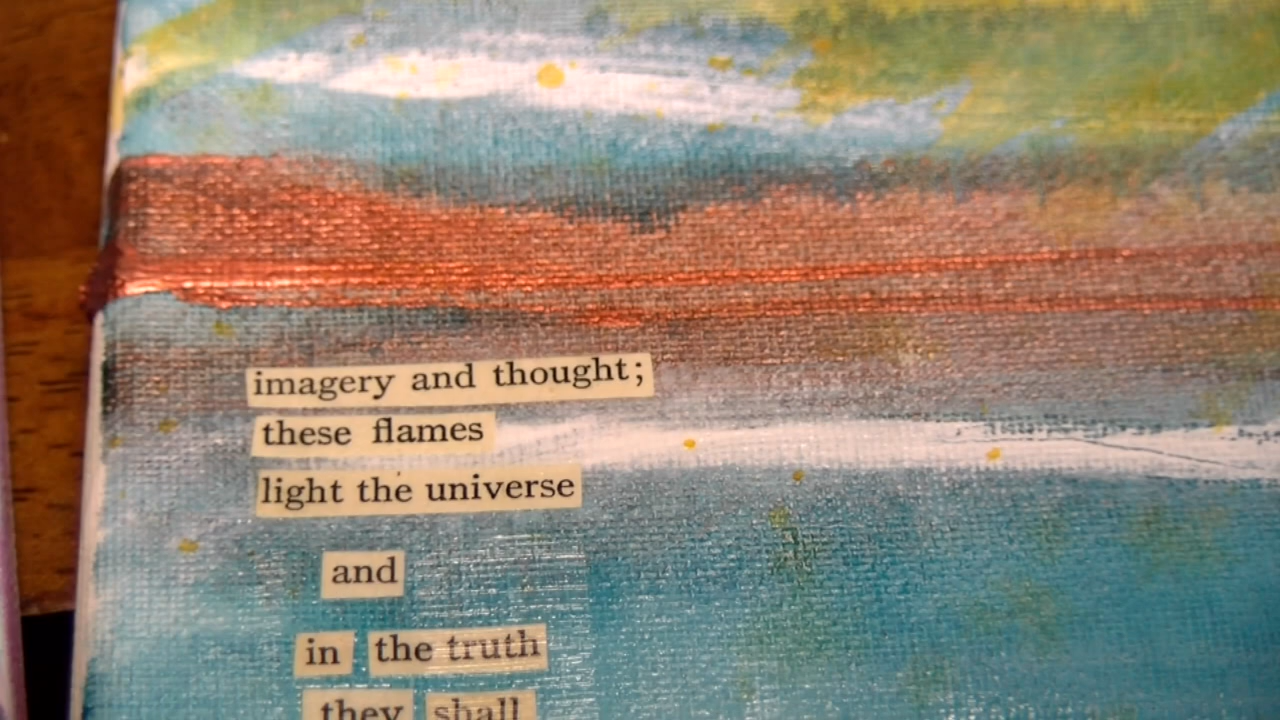 imagery and thought;
these flames
light the universe
and
in the truth
they shall